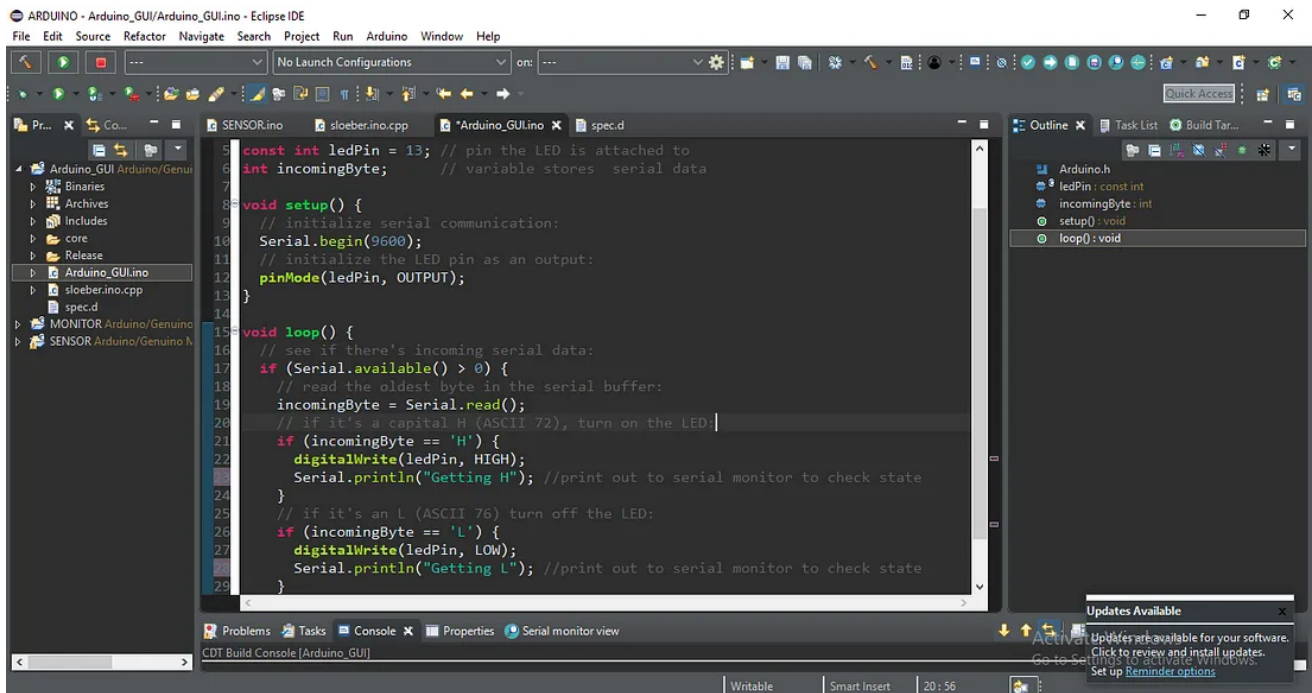 ARDUINO - Arduino_GUI/Arduino_GUI.ino - Eclipse IDE
File Edit Source Refactor Navigate Search Project Run Arduino Window Help
--- No Launch Configurations on: ---
Quick Access
Pr... Co...
SENSOR.ino sloeber.ino.cpp *Arduino_GUI.ino spec.d
Outline Task List Build Tar...
Arduino_GUI Arduino/Genui
Binaries
Archives
Includes
core
Release
Arduino_GUI.ino
sloeber.ino.cpp
spec.d
MONITOR Arduino/Genuino
SENSOR Arduino/Genuino M
5 const int ledPin = 13; // pin the LED is attached to
6 int incomingByte; // variable stores serial data
7
8 void setup() {
9 // initialize serial communication:
10 Serial.begin(9600);
11 // initialize the LED pin as an output:
12 pinMode(ledPin, OUTPUT);
13 }
14
15 void loop() {
16 // see if there's incoming serial data:
17 if (Serial.available() > 0) {
18 // read the oldest byte in the serial buffer:
19 incomingByte = Serial.read();
20 // if it's a capital H (ASCII 72), turn on the LED:
21 if (incomingByte == 'H') {
22 digitalWrite(ledPin, HIGH);
23 Serial.println("Getting H"); //print out to serial monitor to check state
24 }
25 // if it's an L (ASCII 76) turn off the LED:
26 if (incomingByte == 'L') {
27 digitalWrite(ledPin, LOW);
28 Serial.println("Getting L"); //print out to serial monitor to check state
29 }
Arduino.h
ledPin : const int
incomingByte : int
setup() : void
loop() : void
Problems Tasks Console Properties Serial monitor view
CDT Build Console [Arduino_GUI]
Updates Available x
Updates are available for your software.
Click to review and install updates.
Set up Reminder options
Activate Windows
Go to Settings to activate Windows.
Writable Smart Insert 20 : 56